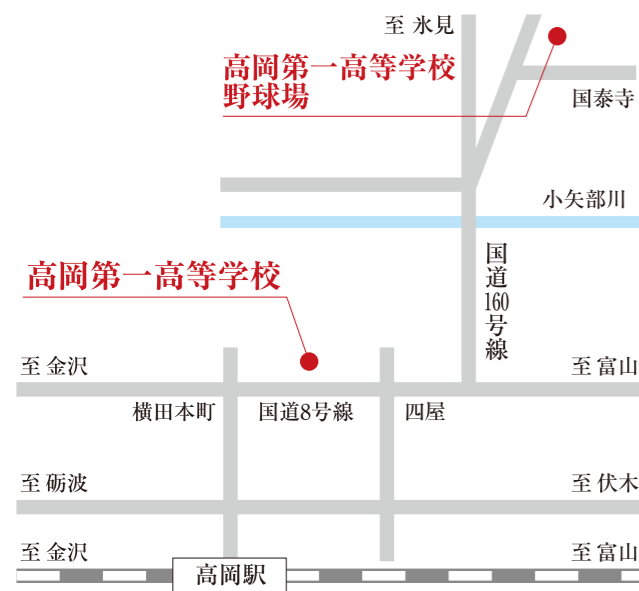 至 氷見
高岡第一高等学校
野球場
国泰寺
小矢部川
国道160号線
高岡第一高等学校
至 金沢
至 富山
横田本町
国道8号線
四屋
至 砺波
至 伏木
至 金沢
至 富山
高岡駅